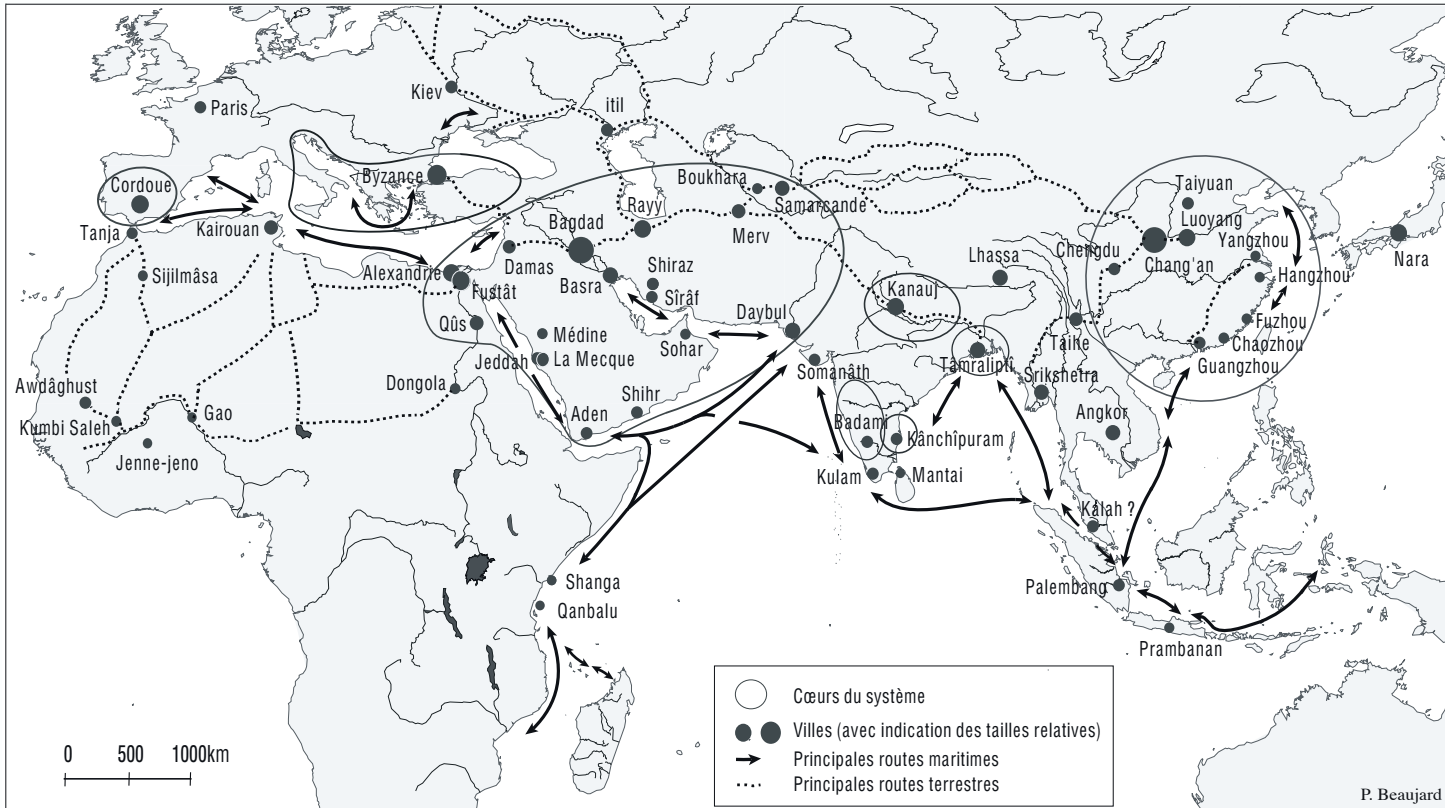 Paris
Kiev
itil
Cordoue
Byzance
Tanja
Kairouan
Sijilmâsa
Alexandrie
Fustât
Qûs
Damas
Bagdad
Rayy
Boukhara
Samarcande
Merv
Basra
Shiraz
Sîrâf
Médine
La Mecque
Jeddah
Sohar
Daybul
Dongola
Shihr
Aden
Awdâghust
Kumbi Saleh
Gao
Jenne-jeno
Lhassa
Kanauj
Tâmraliptî
Somanâth
Badami
Kânchîpuram
Kulam
Mantai
Srikshetra
Angkor
Taihe
Chengdu
Chang'an
Taiyuan
Luoyang
Yangzhou
Hangzhou
Fuzhou
Chaozhou
Guangzhou
Nara
Kalah ?
Palembang
Prambanan
Shanga
Qanbalu
0 500 1000km
Cœurs du système
Villes (avec indication des tailles relatives)
Principales routes maritimes
Principales routes terrestres
P. Beaujard